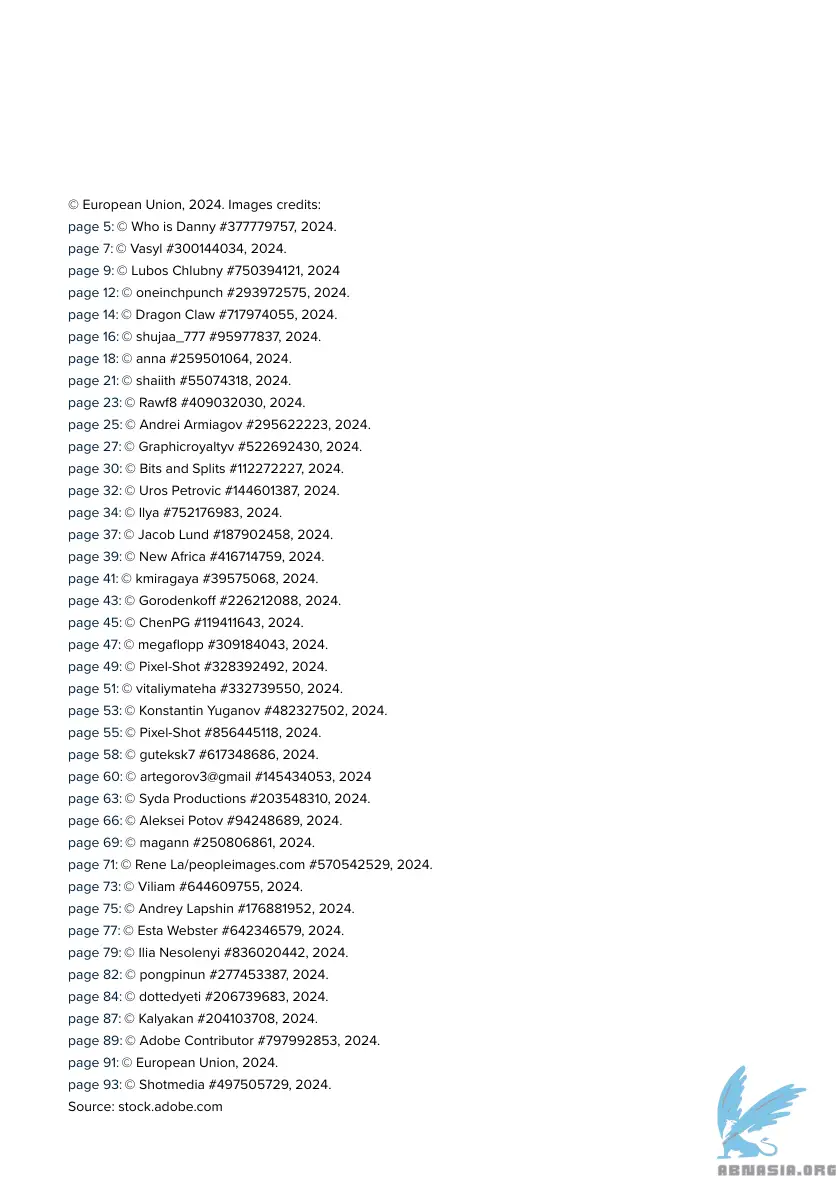 © European Union, 2024. Images credits:
page 5: © Who is Danny #377779757, 2024.
page 7: © Vasyl #300144034, 2024.
page 9: © Lubos Chlubny #750394121, 2024
page 12: © oneinchpunch #293972575, 2024.
page 14: © Dragon Claw #717974055, 2024.
page 16: © shujaa_777 #95977837, 2024.
page 18: © anna #259501064, 2024.
page 21: © shaiith #55074318, 2024.
page 23: © Rawf8 #409032030, 2024.
page 25: © Andrei Armiagov #295622223, 2024.
page 27: © Graphicroyaltyv #522692430, 2024.
page 30: © Bits and Splits #112272227, 2024.
page 32: © Uros Petrovic #144601387, 2024.
page 34: © Ilya #752176983, 2024.
page 37: © Jacob Lund #187902458, 2024.
page 39: © New Africa #416714759, 2024.
page 41: © kmiragaya #39575068, 2024.
page 43: © Gorodenkoff #226212088, 2024.
page 45: © ChenPG #119411643, 2024.
page 47: © megaflopp #309184043, 2024.
page 49: © Pixel-Shot #328392492, 2024.
page 51: © vitaliymateha #332739550, 2024.
page 53: © Konstantin Yuganov #482327502, 2024.
page 55: © Pixel-Shot #856445118, 2024.
page 58: © guteksk7 #617348686, 2024.
page 60: © artegorov3@gmail #145434053, 2024
page 63: © Syda Productions #203548310, 2024.
page 66: © Aleksei Potov #94248689, 2024.
page 69: © magann #250806861, 2024.
page 71: © Rene La/peopleimages.com #570542529, 2024.
page 73: © Viliam #644609755, 2024.
page 75: © Andrey Lapshin #176881952, 2024.
page 77: © Esta Webster #642346579, 2024.
page 79: © Ilia Nesolenyi #836020442, 2024.
page 82: © pongpinun #277453387, 2024.
page 84: © dottedyeti #206739683, 2024.
page 87: © Kalyakan #204103708, 2024.
page 89: © Adobe Contributor #797992853, 2024.
page 91: © European Union, 2024.
page 93: © Shotmedia #497505729, 2024.
Source: stock.adobe.com
ABNASIA.ORG